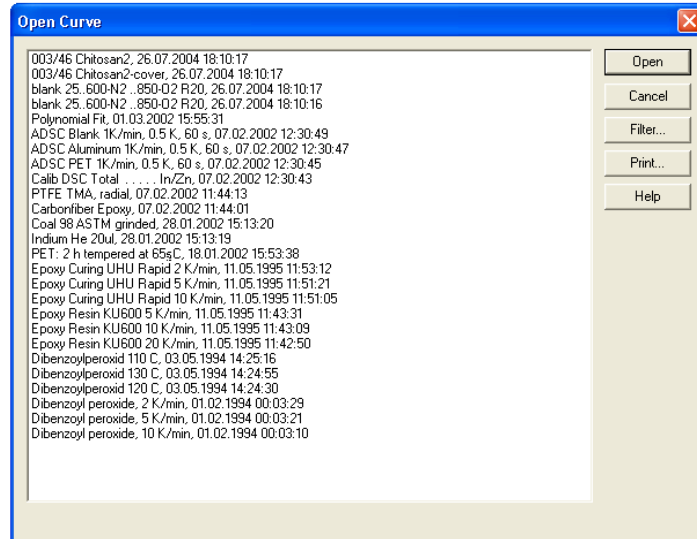 Open Curve
003/46 Chitosan2, 26.07.2004 18:10:17
003/46 Chitosan2-cover, 26.07.2004 18:10:17
blank 25..600-N2 ..850-O2 R20, 26.07.2004 18:10:17
blank 25..600-N2 ..850-O2 R20, 26.07.2004 18:10:16
Polynomial Fit, 01.03.2002 15:55:31
ADSC Blank 1K/min, 0.5 K, 60 s, 07.02.2002 12:30:49
ADSC Aluminum 1K/min, 0.5 K, 60 s, 07.02.2002 12:30:47
ADSC PET 1K/min, 0.5 K, 60 s, 07.02.2002 12:30:45
Calib DSC Total . . . . . In/Zn, 07.02.2002 12:30:43
PTFE TMA, radial, 07.02.2002 11:44:13
Carbonfiber Epoxy, 07.02.2002 11:44:01
Coal 98 ASTM grinded, 28.01.2002 15:13:20
Indium He 20ul, 28.01.2002 15:13:19
PET: 2 h tempered at 65șC, 18.01.2002 15:53:38
Epoxy Curing UHU Rapid 2 K/min, 11.05.1995 11:53:12
Epoxy Curing UHU Rapid 5 K/min, 11.05.1995 11:51:21
Epoxy Curing UHU Rapid 10 K/min, 11.05.1995 11:51:05
Epoxy Resin KU600 5 K/min, 11.05.1995 11:43:31
Epoxy Resin KU600 10 K/min, 11.05.1995 11:43:09
Epoxy Resin KU600 20 K/min, 11.05.1995 11:42:50
Dibenzoylperoxid 110 C, 03.05.1994 14:25:16
Dibenzoylperoxid 130 C, 03.05.1994 14:24:55
Dibenzoylperoxid 120 C, 03.05.1994 14:24:30
Dibenzoyl peroxide, 2 K/min, 01.02.1994 00:03:29
Dibenzoyl peroxide, 5 K/min, 01.02.1994 00:03:21
Dibenzoyl peroxide, 10 K/min, 01.02.1994 00:03:10
Open
Cancel
Filter...
Print...
Help